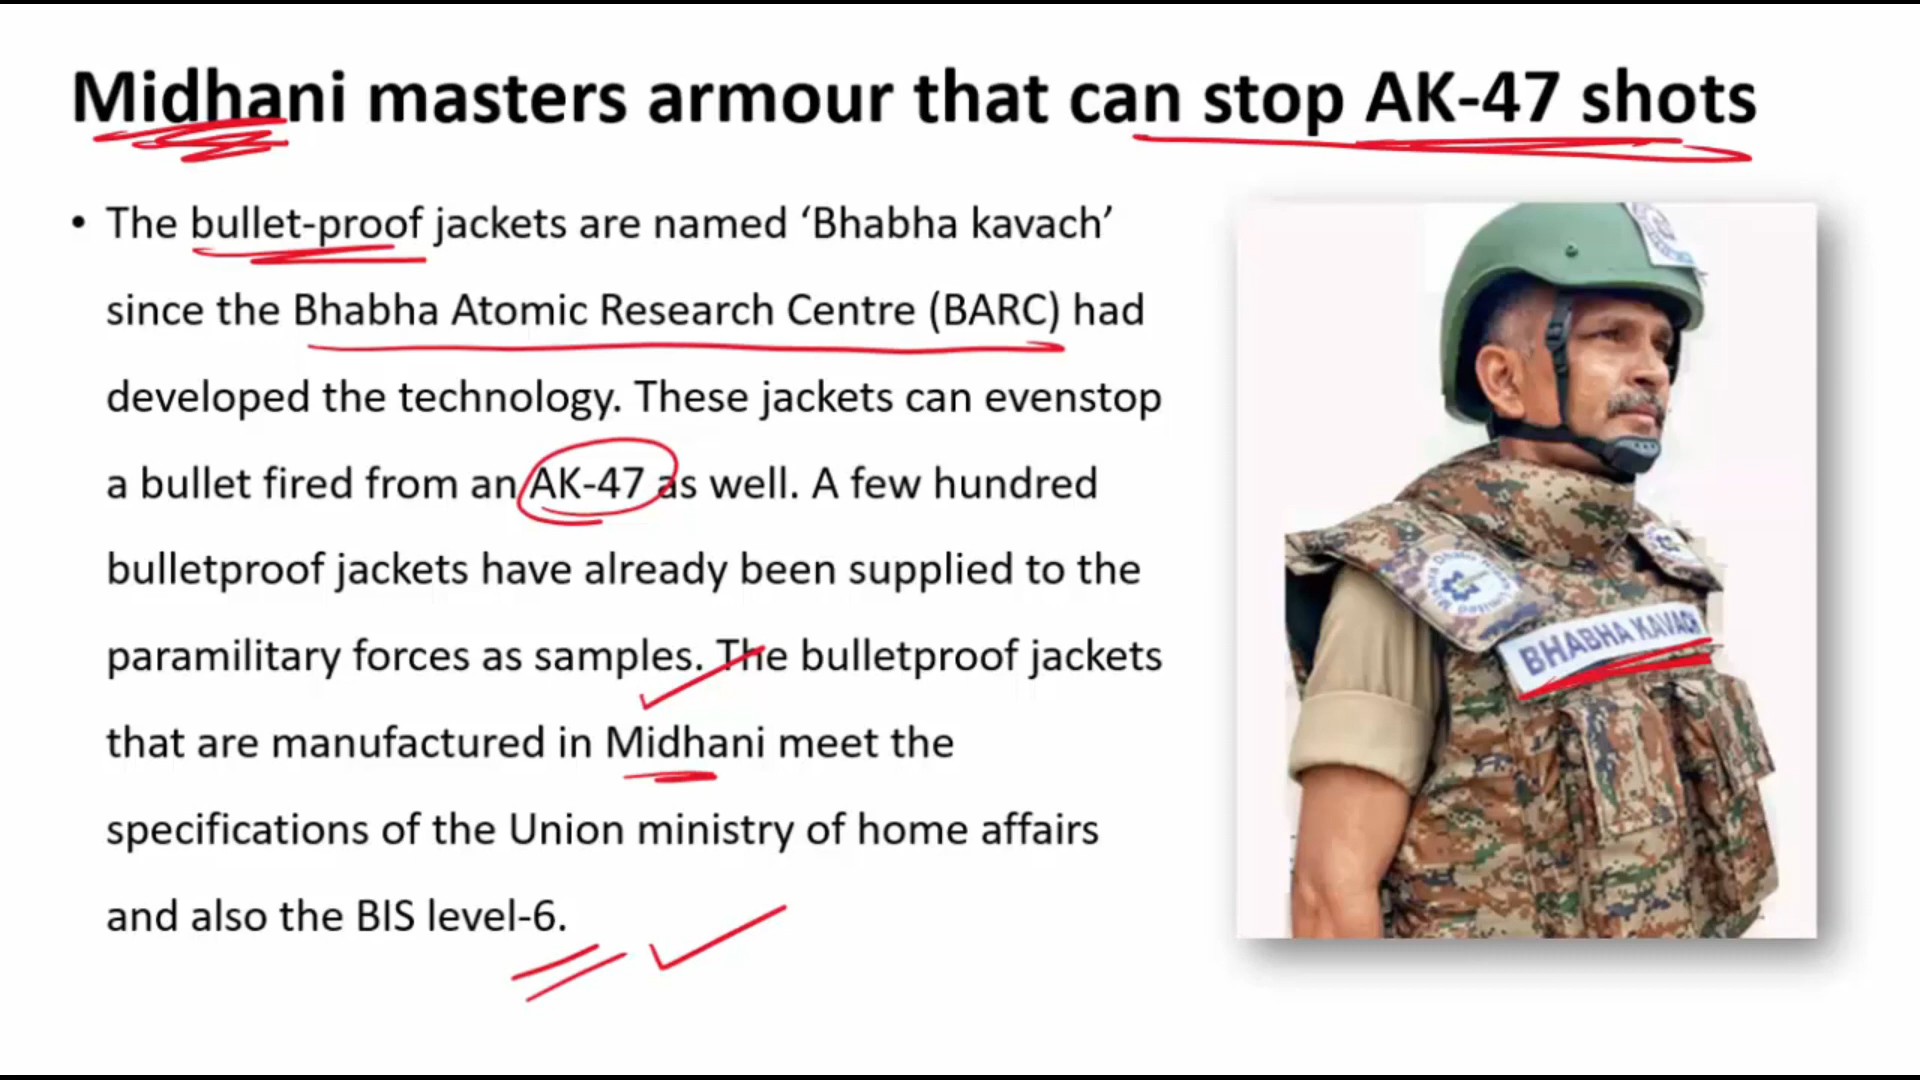 Midhani masters armour that can stop AK-47 shots
• The bullet-proof jackets are named ‘Bhabha kavach’
since the Bhabha Atomic Research Centre (BARC) had
developed the technology. These jackets can evenstop
a bullet fired from an AK-47 as well. A few hundred
bulletproof jackets have already been supplied to the
paramilitary forces as samples. The bulletproof jackets
that are manufactured in Midhani meet the
specifications of the Union ministry of home affairs
and also the BIS level-6.
BHABHA KAVACH